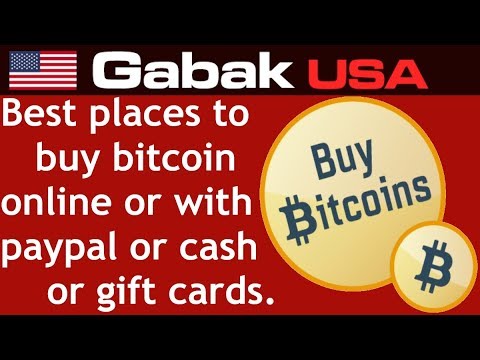 Gabak USA
Best places to
buy bitcoin
online or with
paypal or cash
or gift cards.
Buy
Bitcoins